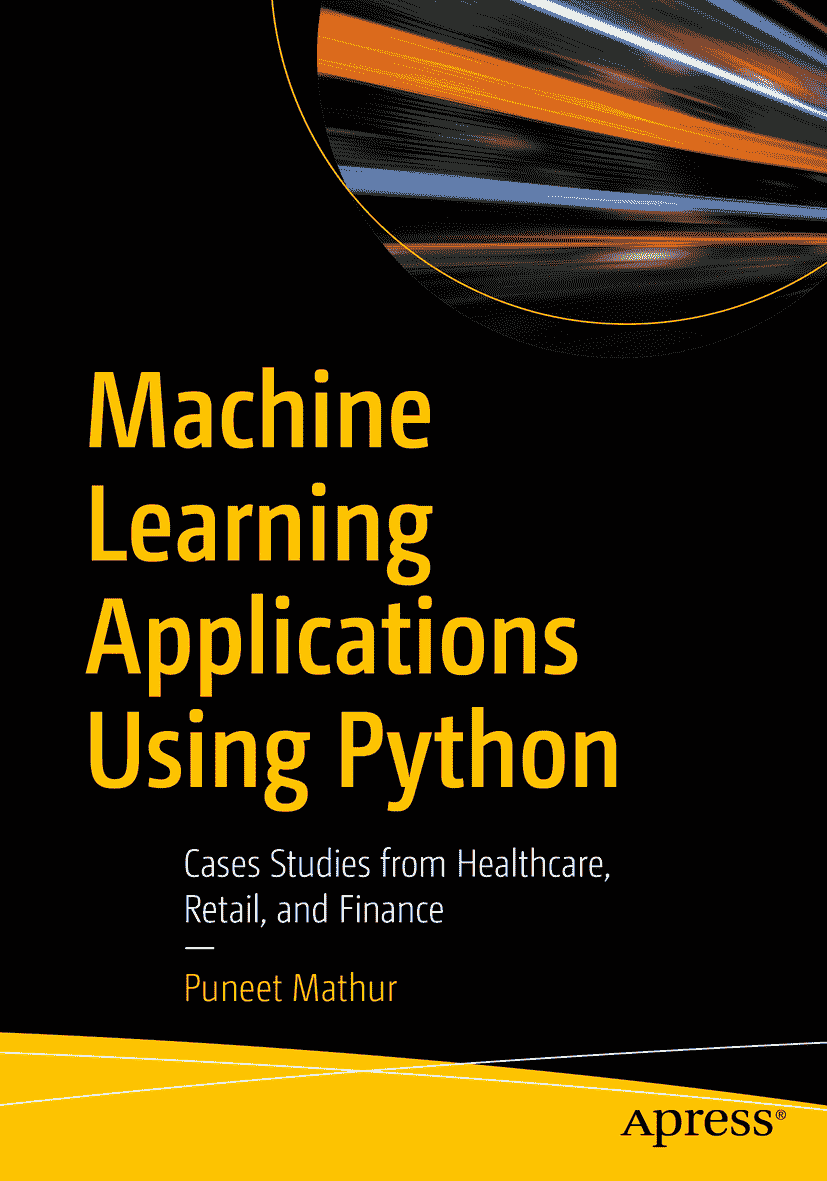 Machine
Learning
Applications
Using Python
Cases Studies from Healthcare,
Retail, and Finance
—
Puneet Mathur
Apress®